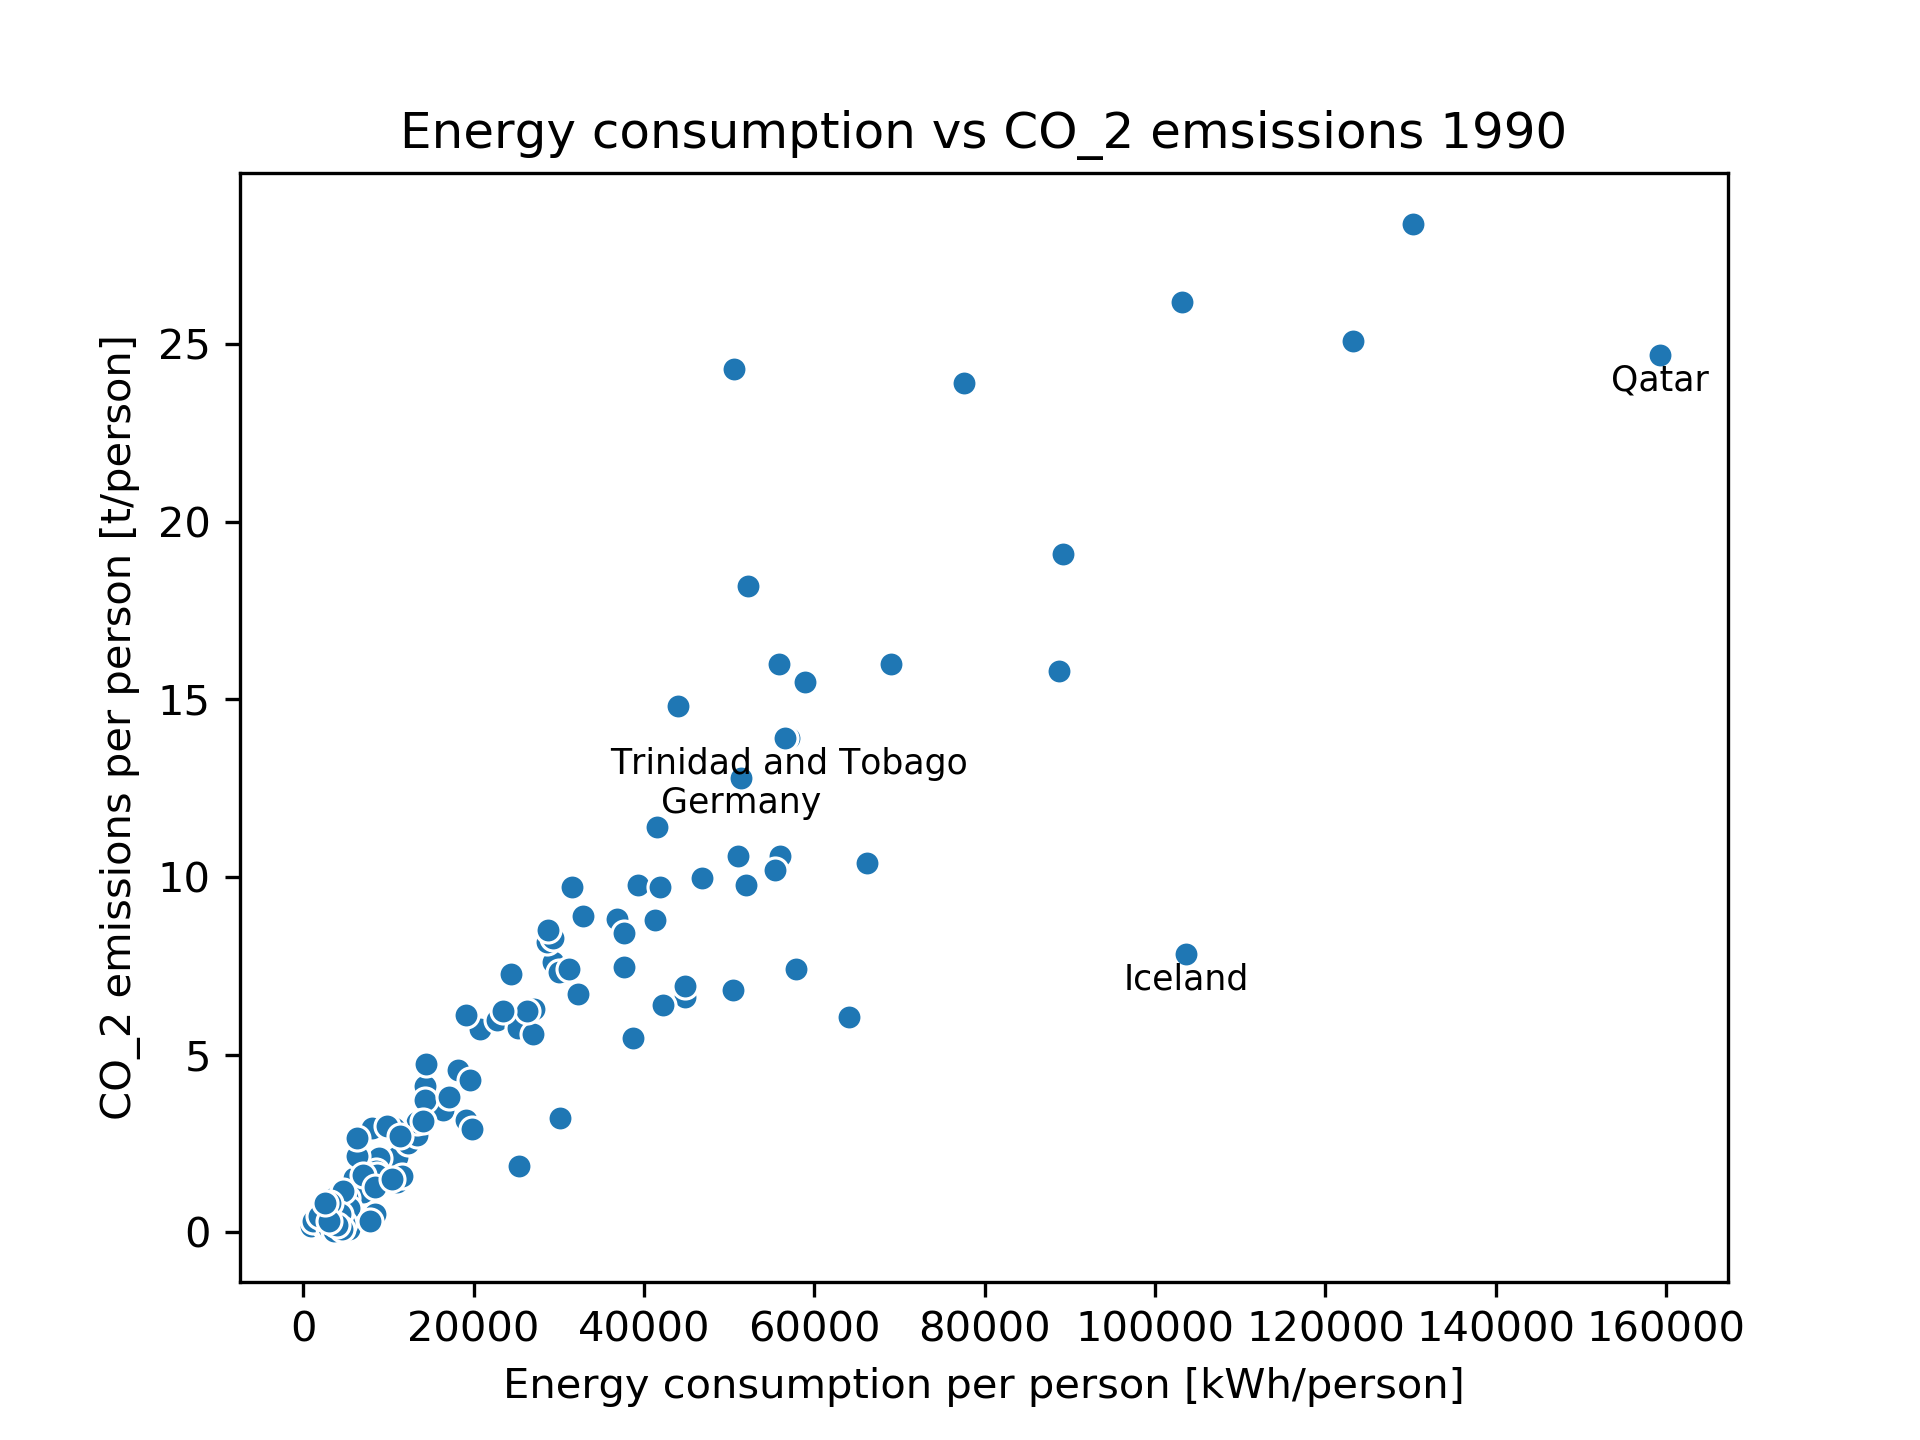 Energy consumption vs CO_2 emsissions 1990
CO_2 emissions per person [t/person]
25
20
15
10
5
0
Qatar
Trinidad and Tobago
Germany
Iceland
0 20000 40000 60000 80000 100000 120000 140000 160000
Energy consumption per person [kWh/person]